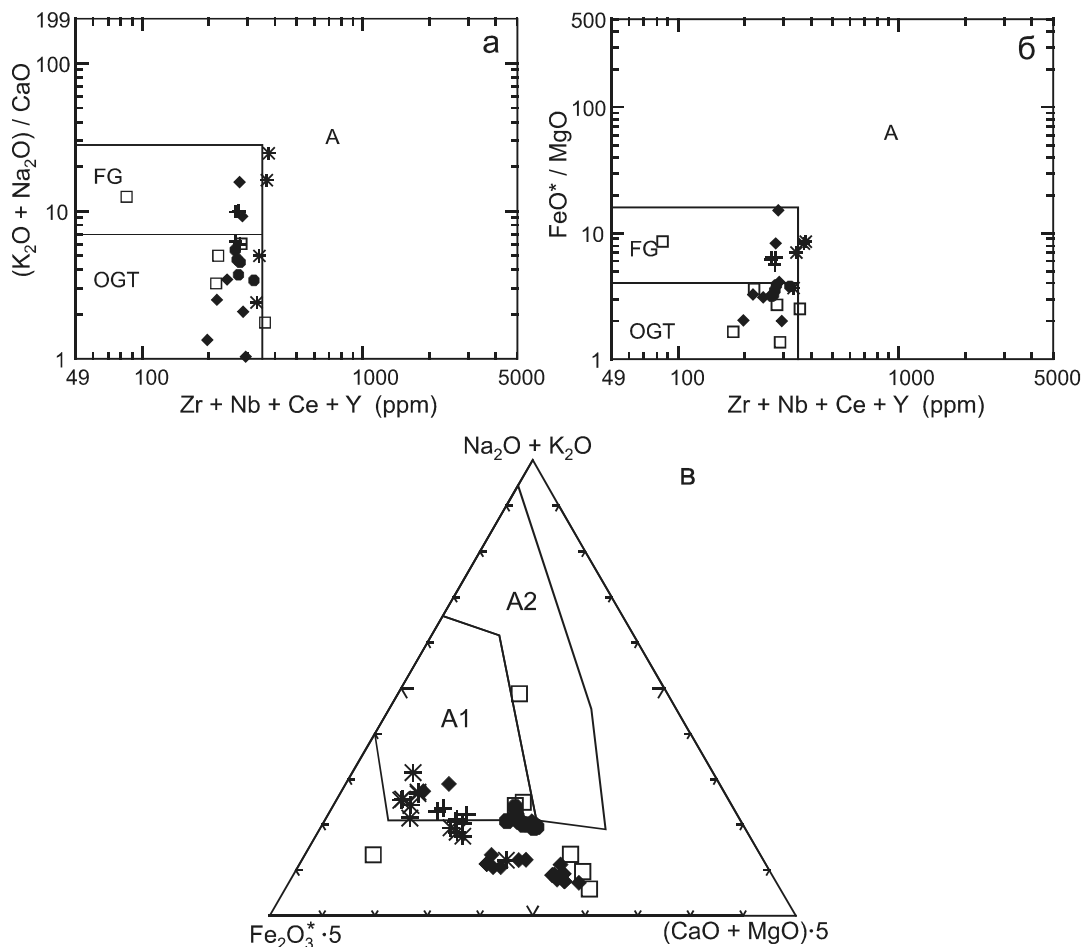 199
100
10
1
(K₂O + Na₂O) / CaO
а
A
FG
OGT
49 100 1000 5000
Zr + Nb + Ce + Y (ppm)
500
100
10
1
FeO* / MgO
б
A
FG
OGT
49 100 1000 5000
Zr + Nb + Ce + Y (ppm)
Na₂O + K₂O
в
A2
A1
Fe₂O₃*·5
(CaO + MgO)·5